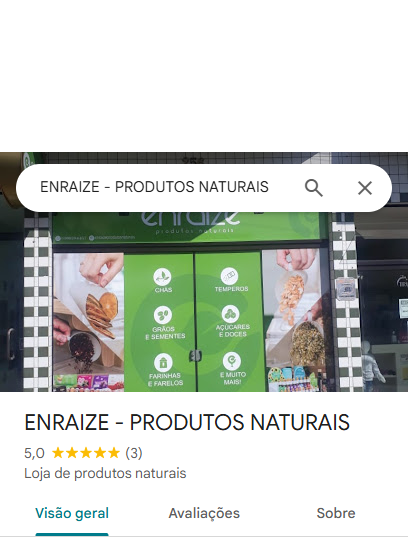 ENRAIZE - PRODUTOS NATURAIS
enraize
produtos naturais
CHÁS
TEMPEROS
GRÃOS
E SEMENTES
AÇÚCARES
E DOCES
FARINHAS
E FARELOS
E MUITO
MAIS!
ENRAIZE - PRODUTOS NATURAIS
5,0 ★★★★★ (3)
Loja de produtos naturais
Visão geral
Avaliações
Sobre